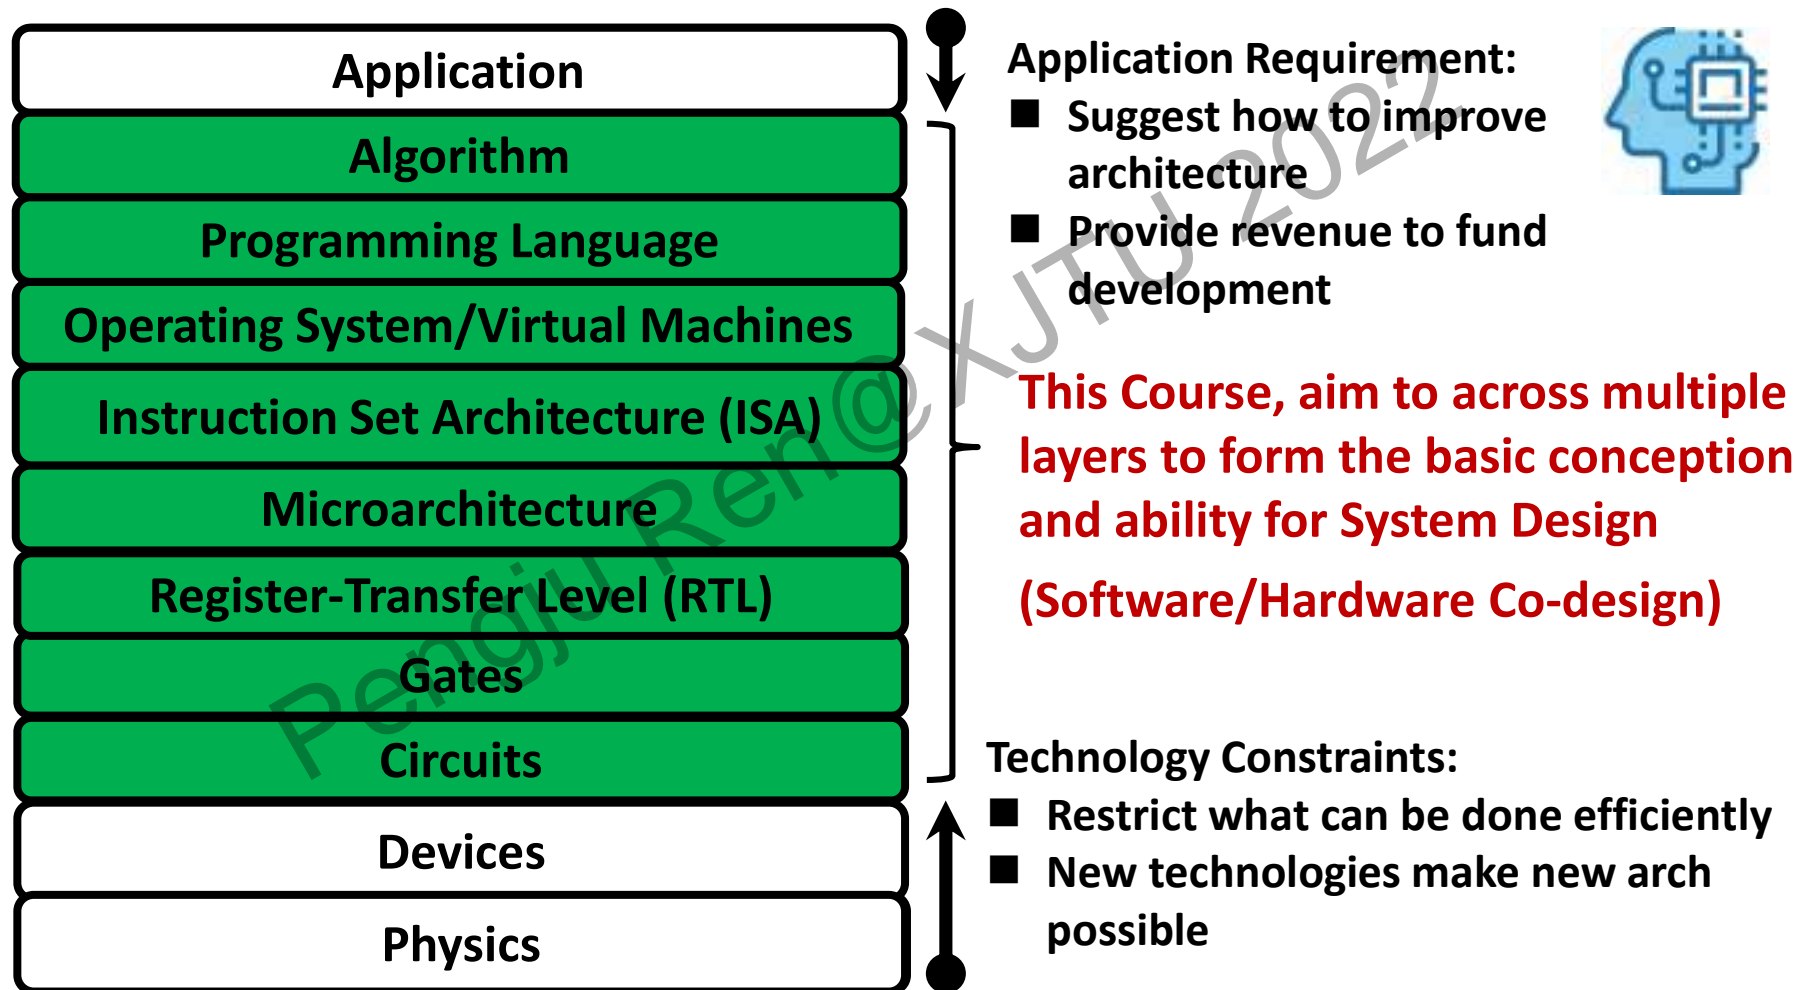 Application
Algorithm
Programming Language
Operating System/Virtual Machines
Instruction Set Architecture (ISA)
Microarchitecture
Register-Transfer Level (RTL)
Gates
Circuits
Devices
Physics
Application Requirement:
■ Suggest how to improve
architecture
■ Provide revenue to fund
development
This Course, aim to across multiple
layers to form the basic conception
and ability for System Design
(Software/Hardware Co-design)
Technology Constraints:
■ Restrict what can be done efficiently
■ New technologies make new arch
possible
Pengju Ren@XJTU 2022